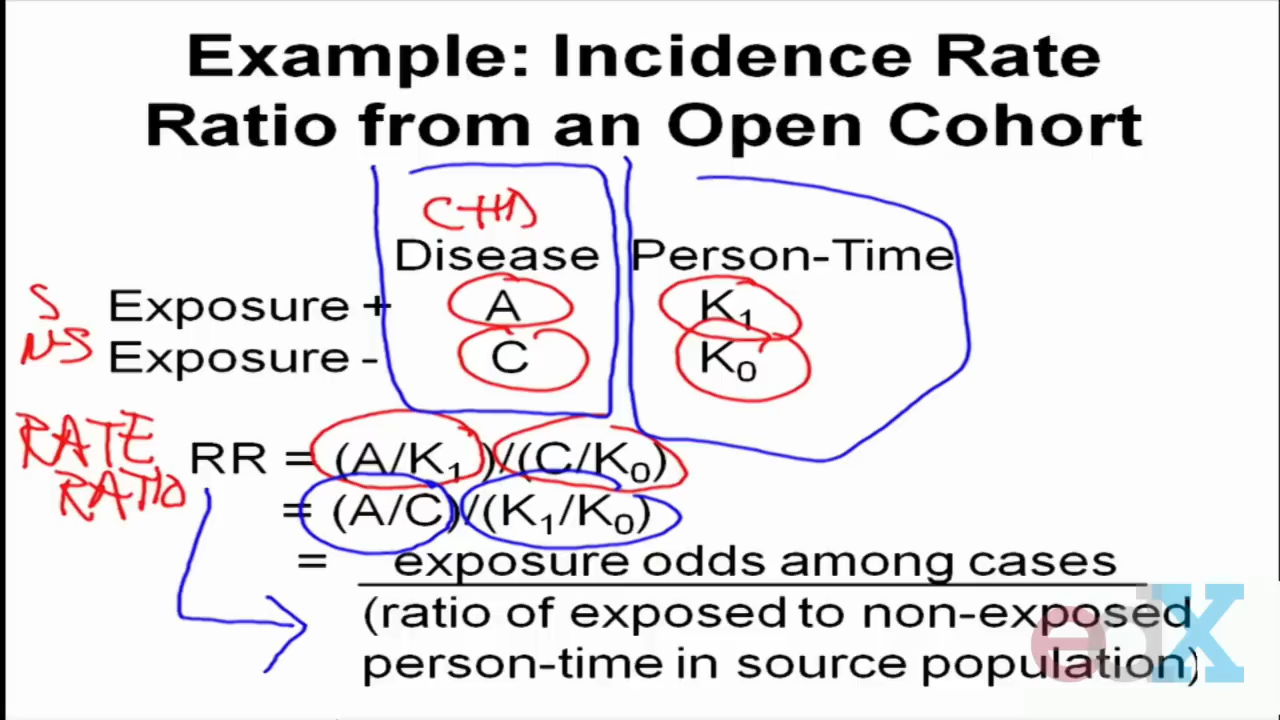 Example: Incidence Rate
Ratio from an Open Cohort
CHD
Disease Person-Time
S Exposure + A K₁
NS Exposure - C K₀
RATE
RATIO
RR = (A/K₁)/(C/K₀)
= (A/C)/(K₁/K₀)
= exposure odds among cases
(ratio of exposed to non-exposed
person-time in source population)
edX